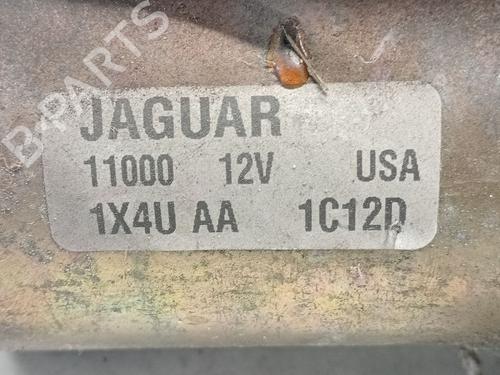 B-PARTS
JAGUAR
11000 12V USA
1X4U AA 1C12D